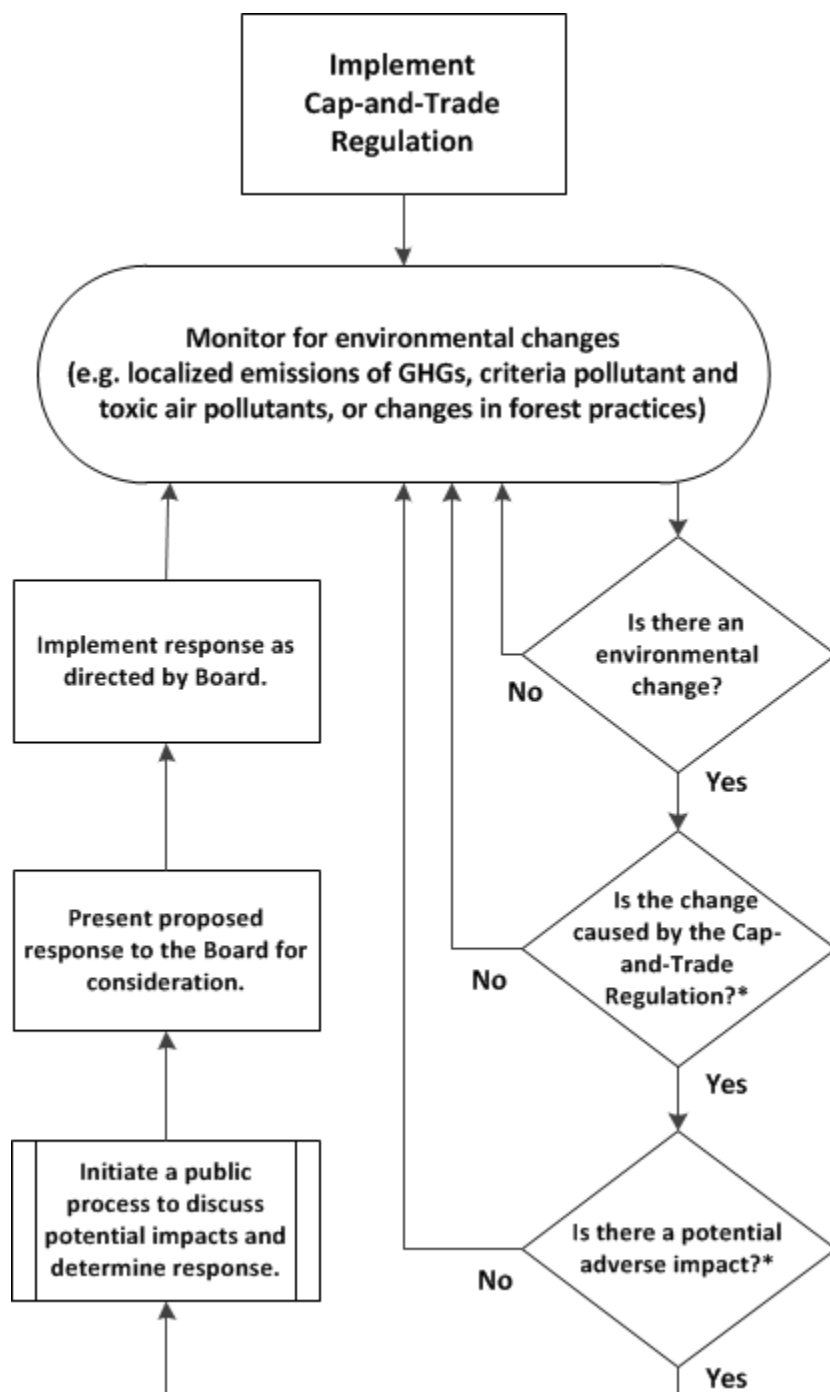 Implement
Cap-and-Trade
Regulation
Monitor for environmental changes
(e.g. localized emissions of GHGs, criteria pollutant and
toxic air pollutants, or changes in forest practices)
Is there an
environmental
change?
No
Yes
Is the change
caused by the Cap-
and-Trade
Regulation?*
No
Yes
Is there a potential
adverse impact?*
No
Yes
Initiate a public
process to discuss
potential impacts and
determine response.
Present proposed
response to the Board for
consideration.
Implement response as
directed by Board.